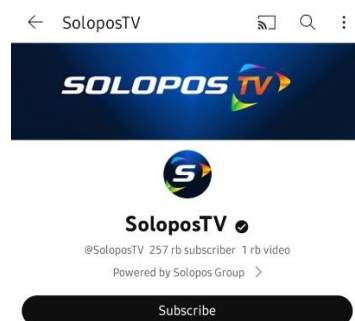 SoloposTV
SOLOPOS TV
S
SoloposTV
@SoloposTV 257 rb subscriber 1 rb video
Powered by Solopos Group
Subscribe